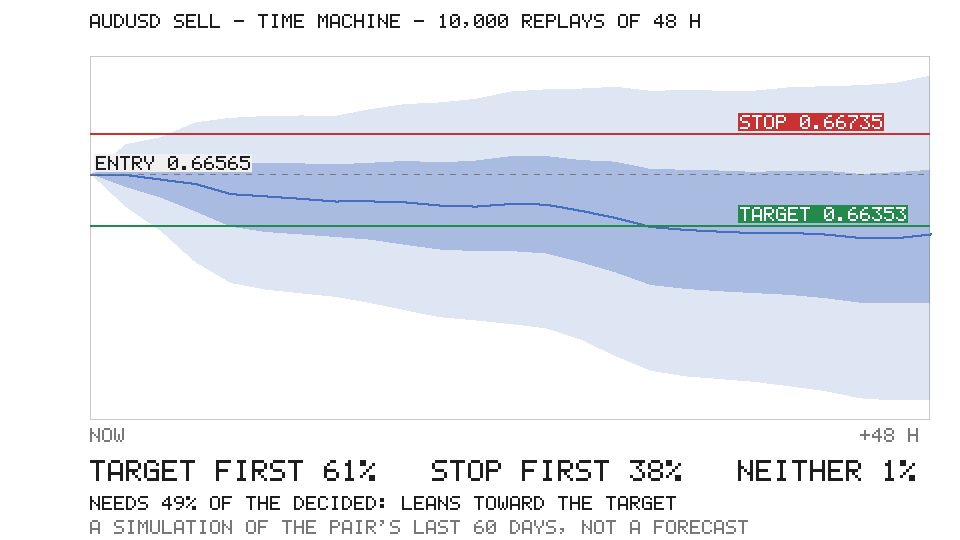 AUDUSD SELL - TIME MACHINE - 10,000 REPLAYS OF 48 H
STOP 0.66735
ENTRY 0.66565
TARGET 0.66353
NOW
+48 H
TARGET FIRST 61% STOP FIRST 38% NEITHER 1%
NEEDS 49% OF THE DECIDED: LEANS TOWARD THE TARGET
A SIMULATION OF THE PAIR'S LAST 60 DAYS, NOT A FORECAST